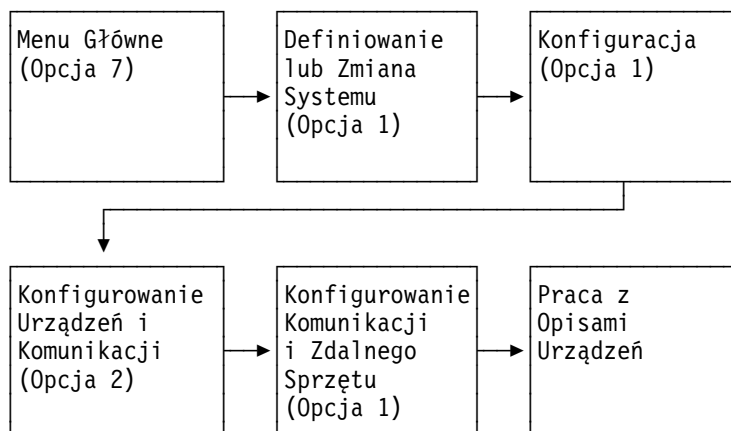 Menu Główne
(Opcja 7)
Definiowanie
lub Zmiana
Systemu
(Opcja 1)
Konfiguracja
(Opcja 1)
Konfigurowanie
Urządzeń i
Komunikacji
(Opcja 2)
Konfigurowanie
Komunikacji
i Zdalnego
Sprzętu
(Opcja 1)
Praca z
Opisami
Urządzeń